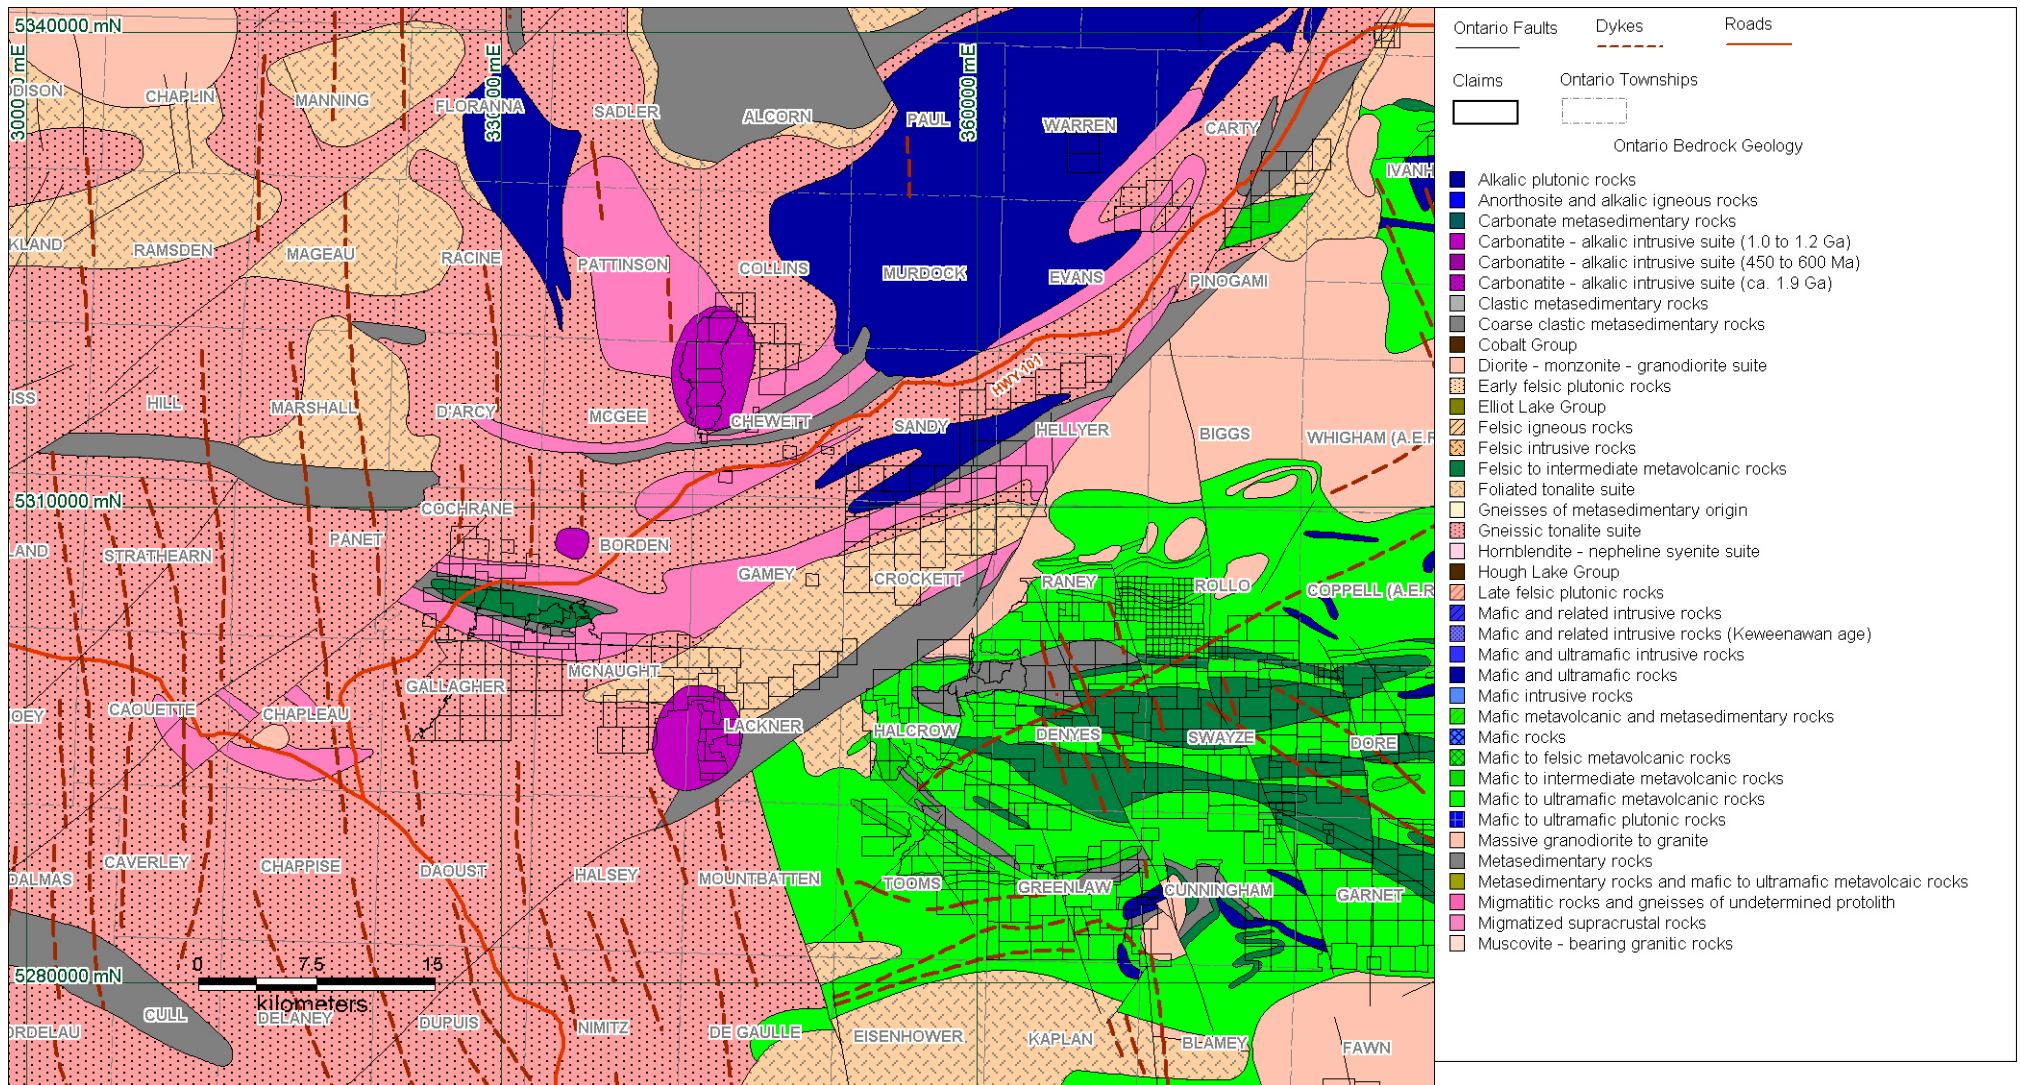 5340000 mN
300000 mE
330000 mE
3600000 mE
DISON
CHAPLIN
MANNING
FLORANNA
SADLER
ALCORN
PAUL
WARREN
CARTY
IVANH
KLAND
RAMSDEN
MAGEAU
RACINE
PATTINSON
COLLINS
MURDOCK
EVANS
PINOGAMI
HWY 101
ISS
HILL
MARSHALL
D'ARCY
MCGEE
CHEWETT
SANDY
HELLYER
BIGGS
WHIGHAM (A.E.R
5310000 mN
COCHRANE
LAND
STRATHEARN
PANET
BORDEN
GAMEY
CROCKETT
RANEY
ROLLO
COPPELL (A.E.R
OEY
CAOUETTE
CHAPLEAU
GALLAGHER
MCNAUGHT
LACKNER
HALCROW
DENYES
SWAYZE
DORE
DALMAS
CAVERLEY
CHAPPISE
DAOUST
HALSEY
MOUNTBATTEN
TOOMS
GREENLAW
CUNNINGHAM
GARNET
5280000 mN
0 7.5 15
kilometers
ORDELAU
CULL
DELANEY
DUPUIS
NIMITZ
DE GAULLE
EISENHOWER
KAPLAN
BLAMEY
FAWN
Ontario Faults Dykes Roads
Claims Ontario Townships
Ontario Bedrock Geology
Alkalic plutonic rocks
Anorthosite and alkalic igneous rocks
Carbonate metasedimentary rocks
Carbonatite - alkalic intrusive suite (1.0 to 1.2 Ga)
Carbonatite - alkalic intrusive suite (450 to 600 Ma)
Carbonatite - alkalic intrusive suite (ca. 1.9 Ga)
Clastic metasedimentary rocks
Coarse clastic metasedimentary rocks
Cobalt Group
Diorite - monzonite - granodiorite suite
Early felsic plutonic rocks
Elliot Lake Group
Felsic igneous rocks
Felsic intrusive rocks
Felsic to intermediate metavolcanic rocks
Foliated tonalite suite
Gneisses of metasedimentary origin
Gneissic tonalite suite
Hornblendite - nepheline syenite suite
Hough Lake Group
Late felsic plutonic rocks
Mafic and related intrusive rocks
Mafic and related intrusive rocks (Keweenawan age)
Mafic and ultramafic intrusive rocks
Mafic and ultramafic rocks
Mafic intrusive rocks
Mafic metavolcanic and metasedimentary rocks
Mafic rocks
Mafic to felsic metavolcanic rocks
Mafic to intermediate metavolcanic rocks
Mafic to ultramafic metavolcanic rocks
Mafic to ultramafic plutonic rocks
Massive granodiorite to granite
Metasedimentary rocks
Metasedimentary rocks and mafic to ultramafic metavolcaic rocks
Migmatitic rocks and gneisses of undetermined protolith
Migmatized supracrustal rocks
Muscovite - bearing granitic rocks